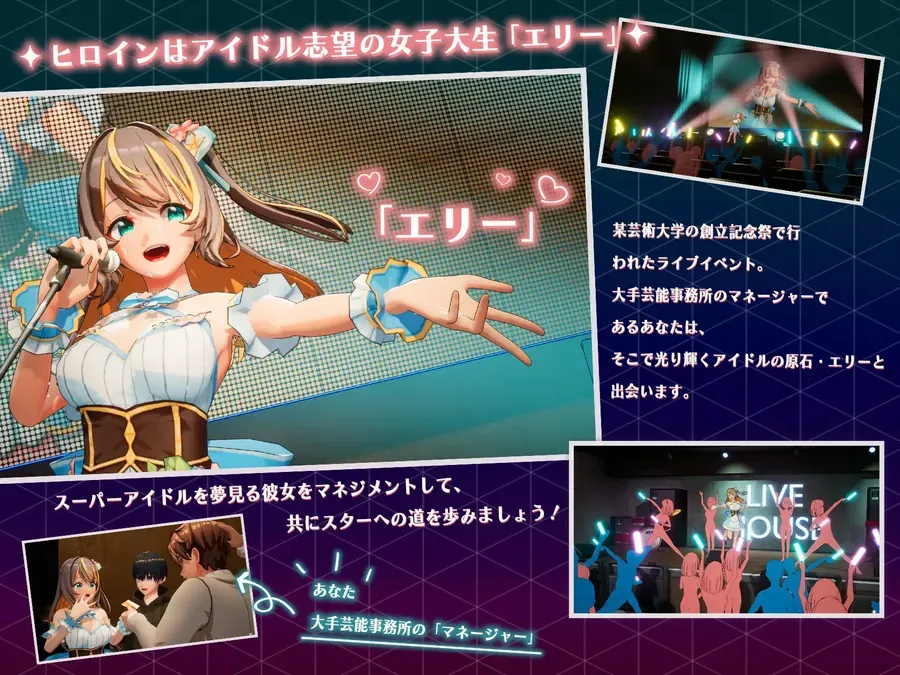 ヒロインはアイドル志望の女子大生「エリー」
「エリー」
某芸術大学の創立記念祭で行
われたライブイベント。
大手芸能事務所のマネージャーで
あるあなたは、
そこで光り輝くアイドルの原石・エリーと
出会います。
スーパーアイドルを夢見る彼女をマネジメントして、
共にスターへの道を歩みましょう!
LIVE
HOUSE
あなた
大手芸能事務所の「マネージャー」